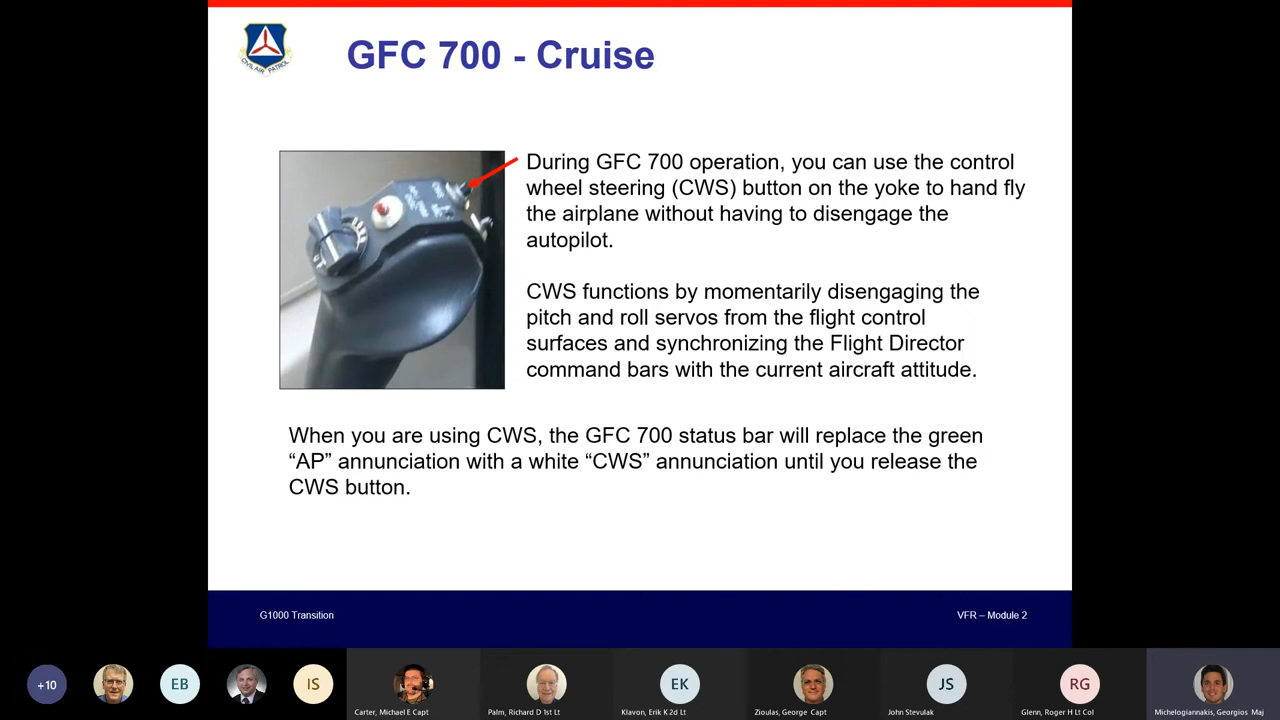 CIVIL AIR PATROL
GFC 700 - Cruise
During GFC 700 operation, you can use the control
wheel steering (CWS) button on the yoke to hand fly
the airplane without having to disengage the
autopilot.
CWS functions by momentarily disengaging the
pitch and roll servos from the flight control
surfaces and synchronizing the Flight Director
command bars with the current aircraft attitude.
When you are using CWS, the GFC 700 status bar will replace the green
“AP” annunciation with a white “CWS” annunciation until you release the
CWS button.
G1000 Transition
VFR – Module 2
+10
EB
IS
EK
JS
RG
Carter, Michael E Capt
Palm, Richard D 1st Lt
Klavon, Erik K 2d Lt
Zioulas, George Capt
John Stevulak
Glenn, Roger H Lt Col
Michelogiannakis, Georgios Maj